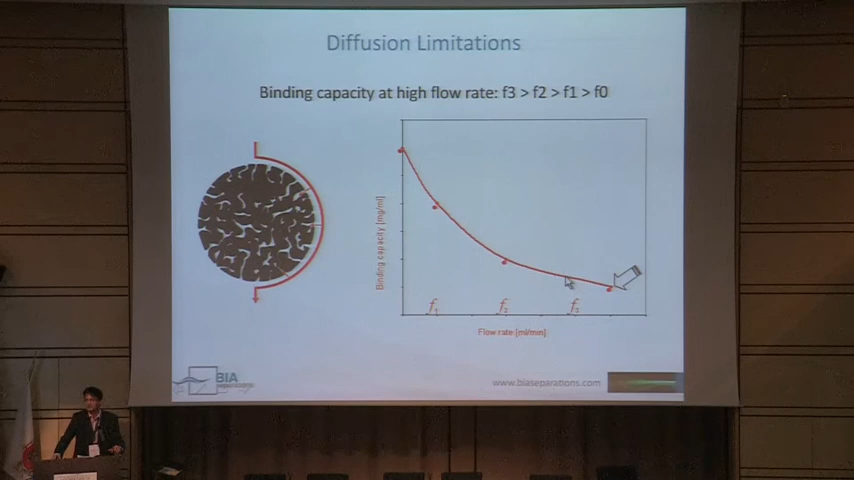 Diffusion Limitations
Binding capacity at high flow rate: f3 > f2 > f1 > f0
Binding capacity [mg/ml]
f1
f2
f3
Flow rate [ml/min]
BIA
separations
www.biaseparations.com